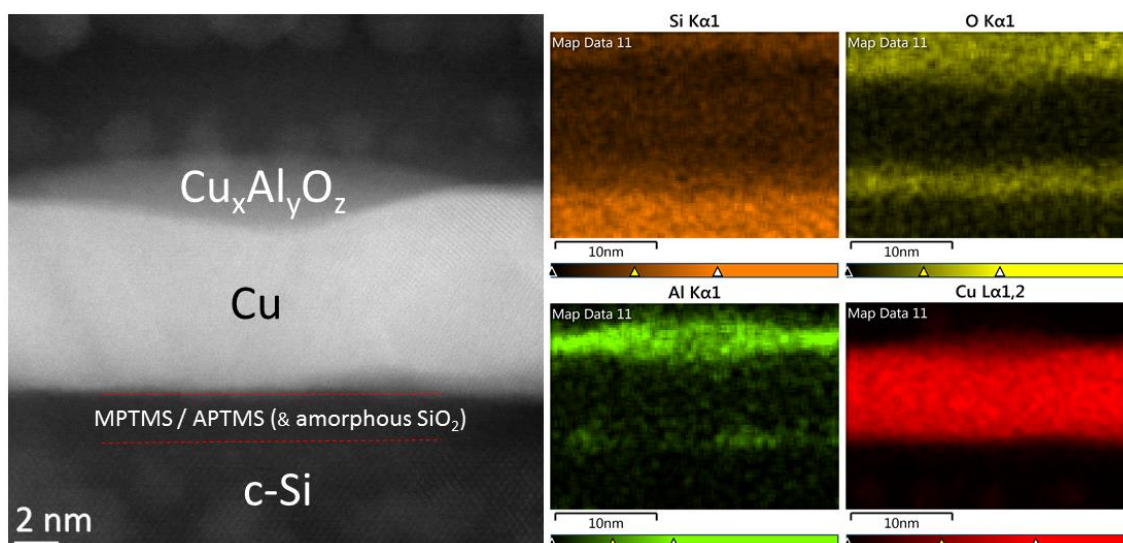 CuₓAlᵧO_z
Cu
MPTMS / APTMS (& amorphous SiO₂)
c-Si
2 nm
Si Kα1
Map Data 11
10nm
O Kα1
Map Data 11
10nm
Al Kα1
Map Data 11
10nm
Cu Lα1,2
Map Data 11
10nm